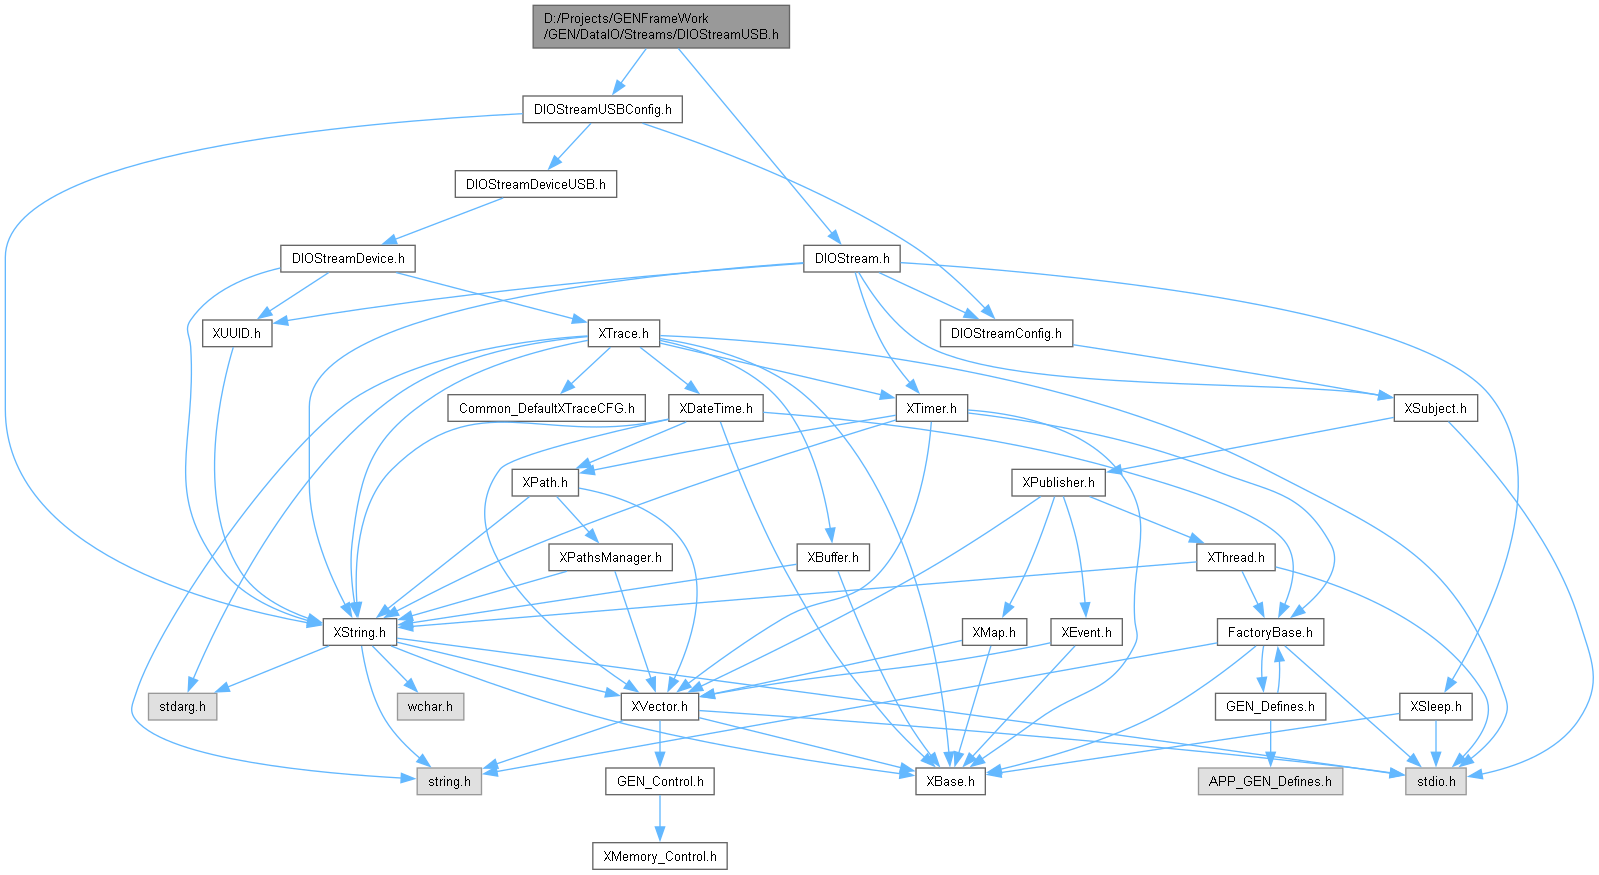 D:/Projects/GENFrameWork
/GEN/DataIO/Streams/DIOStreamUSB.h
DIOStreamUSBConfig.h
DIOStreamDeviceUSB.h
DIOStreamDevice.h
DIOStream.h
XUUID.h
XTrace.h
DIOStreamConfig.h
Common_DefaultXTraceCFG.h
XDateTime.h
XTimer.h
XSubject.h
XPath.h
XPublisher.h
XPathsManager.h
XBuffer.h
XThread.h
XString.h
XMap.h
XEvent.h
FactoryBase.h
stdarg.h
wchar.h
XVector.h
GEN_Defines.h
XSleep.h
string.h
GEN_Control.h
XBase.h
APP_GEN_Defines.h
stdio.h
XMemory_Control.h